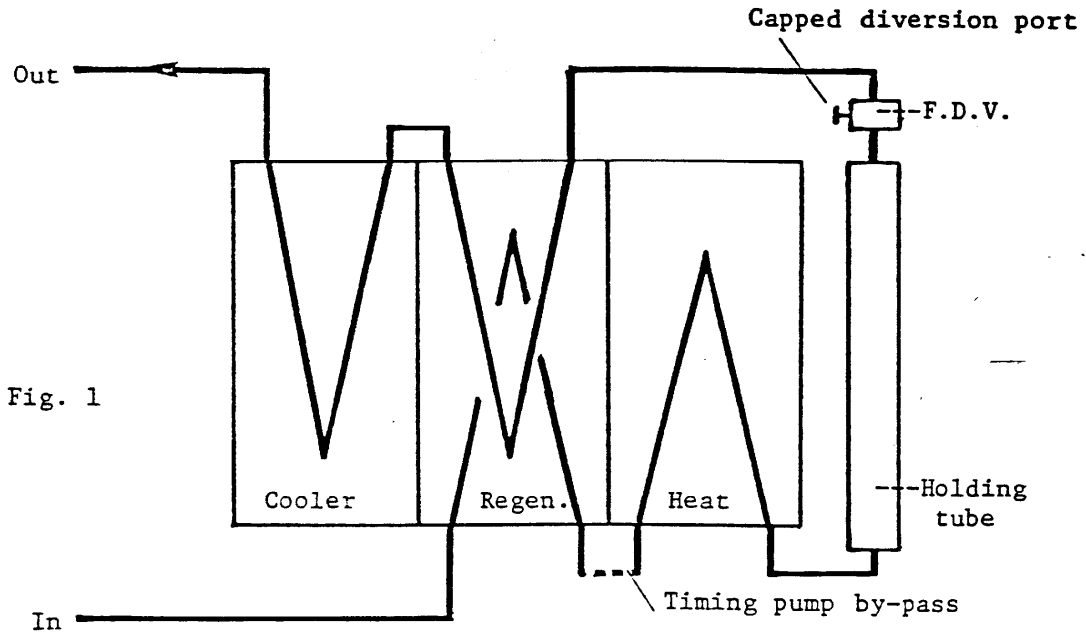 Capped diversion port
Out
F.D.V.
Fig. 1
Cooler
Regen.
Heat
Holding
tube
Timing pump by-pass
In